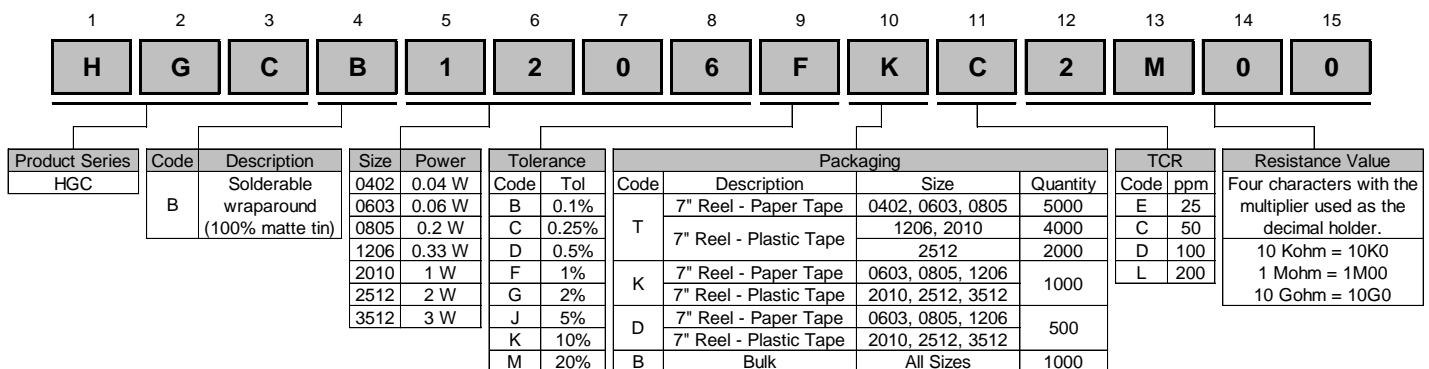 1 2 3 4 5 6 7 8 9 10 11 12 13 14 15
H G C B 1 2 0 6 F K C 2 M 0 0
Product Series
HGC
Code Description
B Solderable
wraparound
(100% matte tin)
Size Power
0402 0.04 W
0603 0.06 W
0805 0.2 W
1206 0.33 W
2010 1 W
2512 2 W
3512 3 W
Tolerance
Code Tol
B 0.1%
C 0.25%
D 0.5%
F 1%
G 2%
J 5%
K 10%
M 20%
Packaging
Code Description Size Quantity
T 7" Reel - Paper Tape 0402, 0603, 0805 5000
7" Reel - Plastic Tape 1206, 2010 4000
2512 2000
K 7" Reel - Paper Tape 0603, 0805, 1206 1000
7" Reel - Plastic Tape 2010, 2512, 3512
D 7" Reel - Paper Tape 0603, 0805, 1206 500
7" Reel - Plastic Tape 2010, 2512, 3512
B Bulk All Sizes 1000
TCR
Code ppm
E 25
C 50
D 100
L 200
Resistance Value
Four characters with the
multiplier used as the
decimal holder.
10 Kohm = 10K0
1 Mohm = 1M00
10 Gohm = 10G0